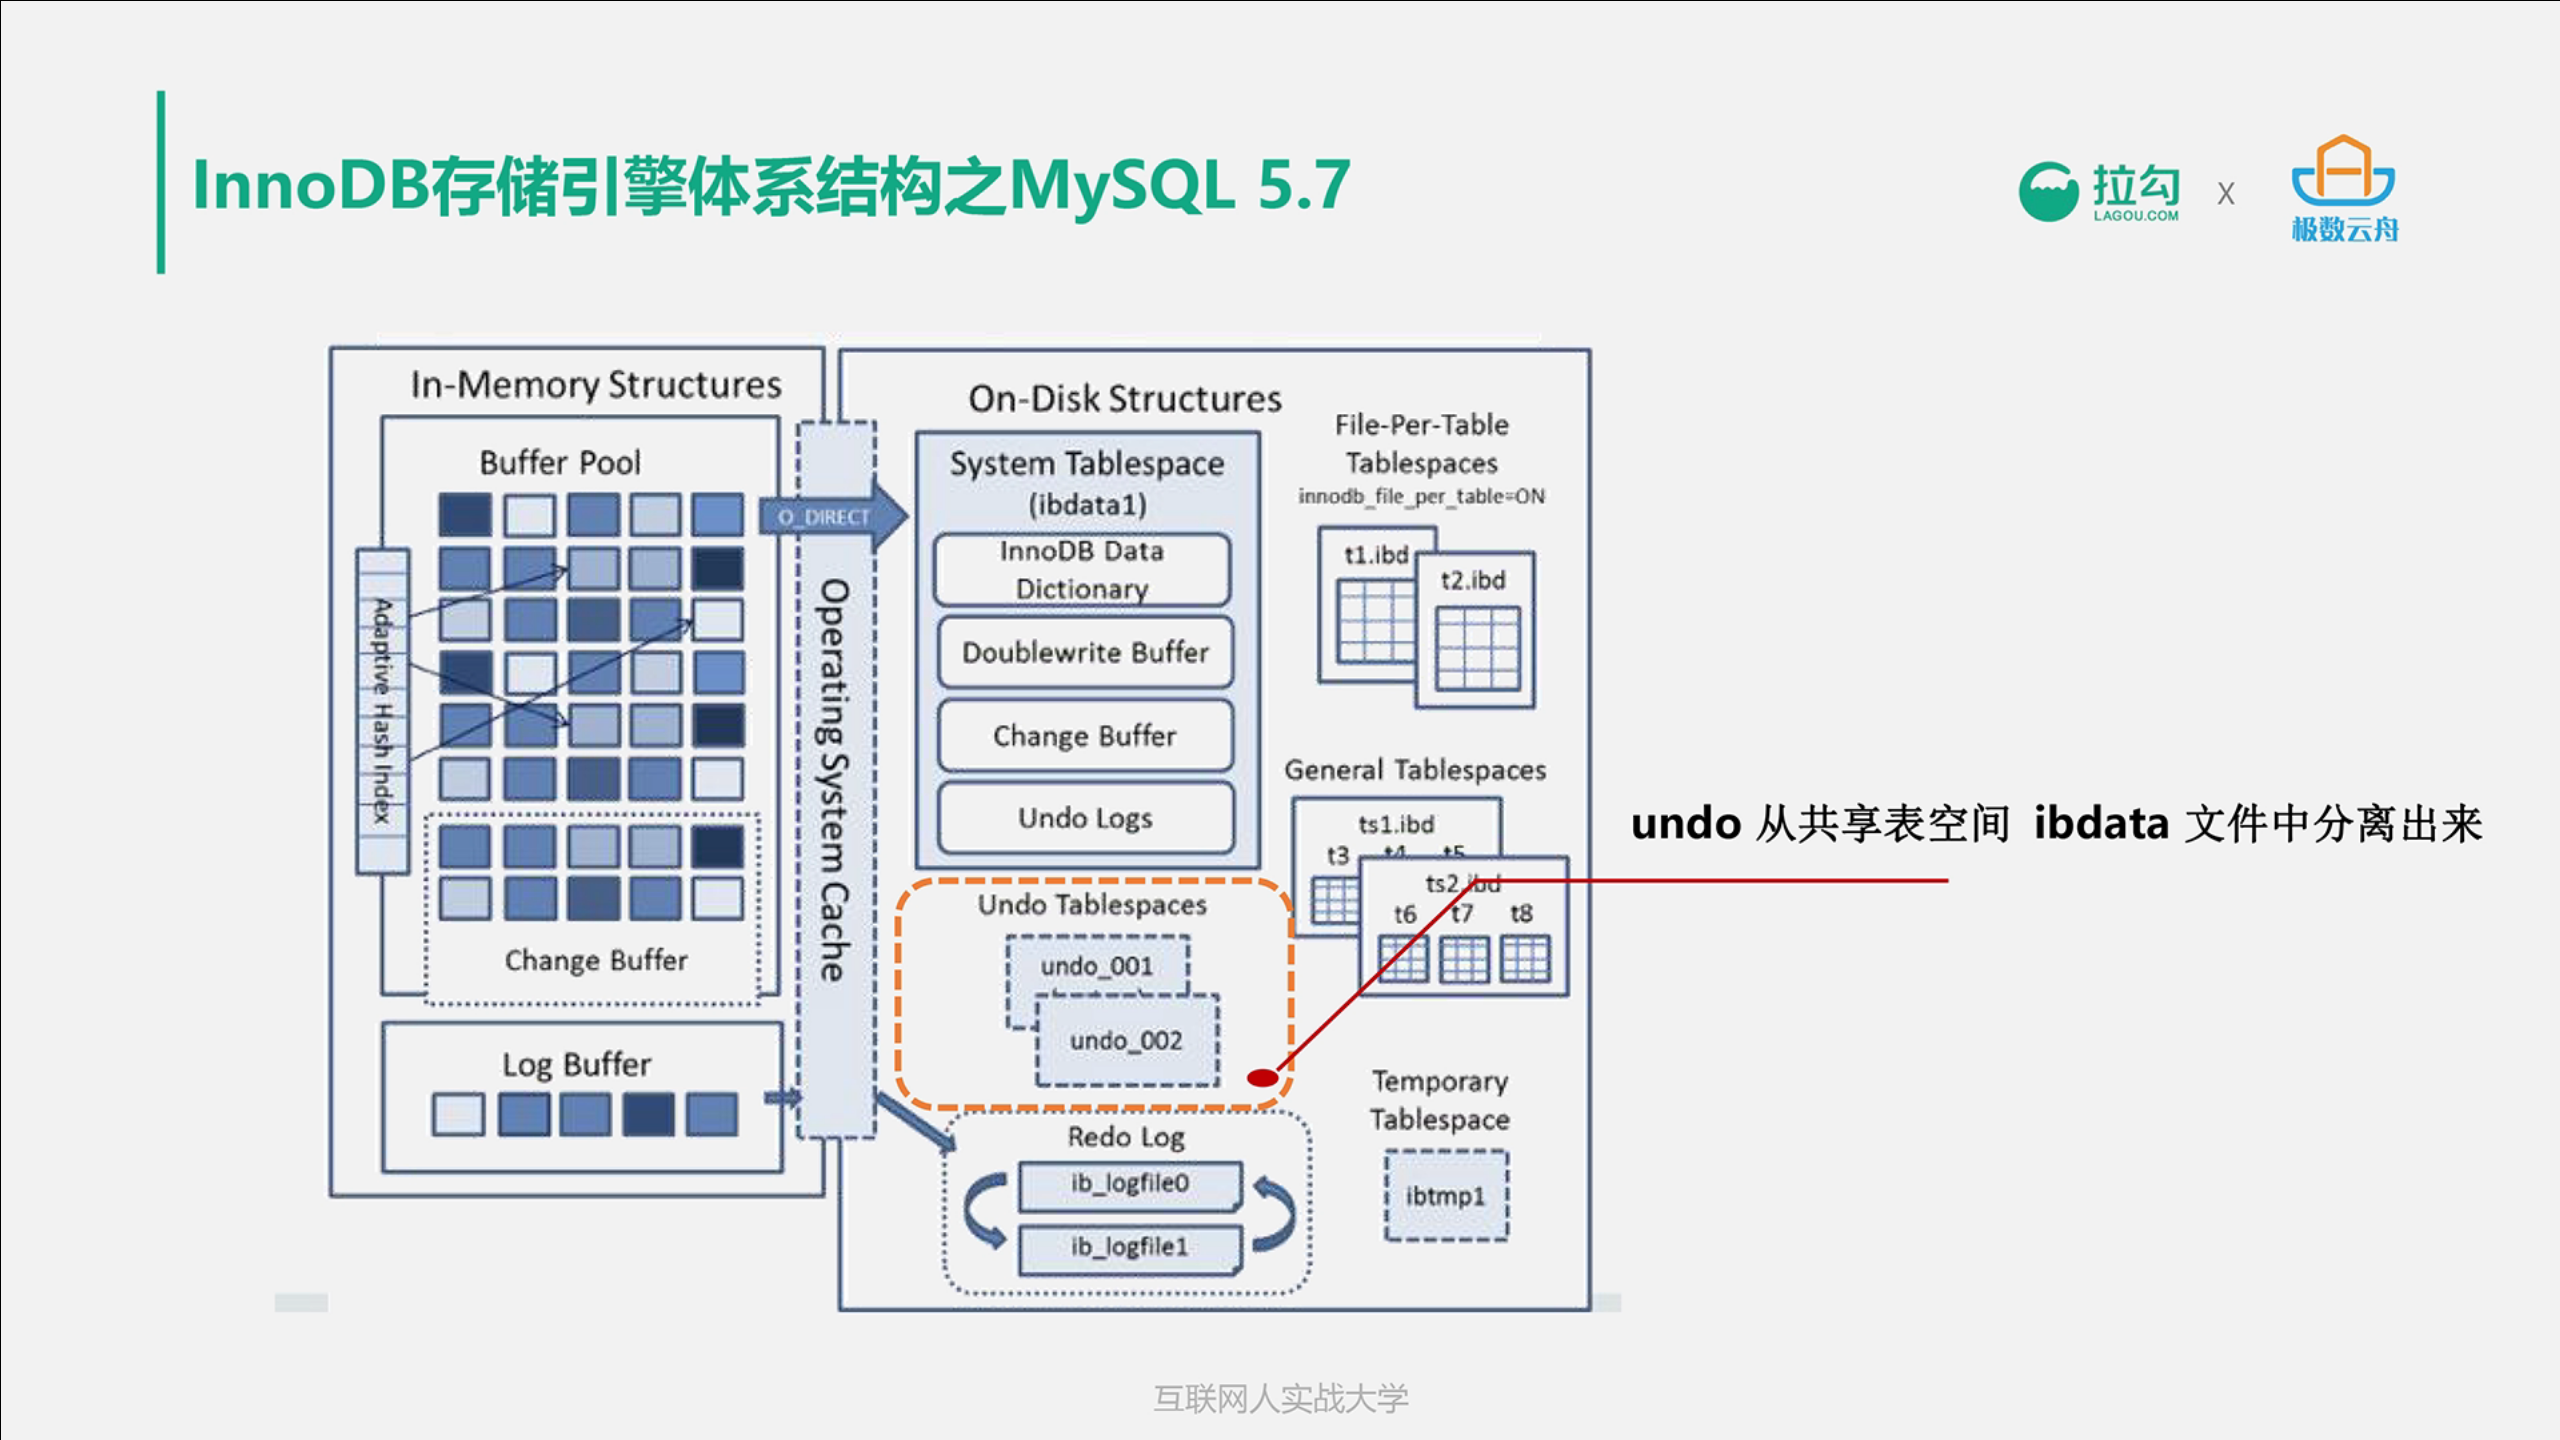 InnoDB存储引擎体系结构之MySQL 5.7
拉勾
LAGOU.COM
X
极数云舟
In-Memory Structures
Buffer Pool
Adaptive Hash Index
Change Buffer
Log Buffer
O_DIRECT
Operating System Cache
On-Disk Structures
System Tablespace
(ibdata1)
InnoDB Data
Dictionary
Doublewrite Buffer
Change Buffer
Undo Logs
Undo Tablespaces
undo_001
undo_002
Redo Log
ib_logfile0
ib_logfile1
File-Per-Table
Tablespaces
innodb_file_per_table=ON
t1.ibd
t2.ibd
General Tablespaces
ts1.ibd
t3 t4 t5
ts2.ibd
t6 t7 t8
Temporary
Tablespace
ibtmp1
undo 从共享表空间 ibdata 文件中分离出来
互联网人实战大学